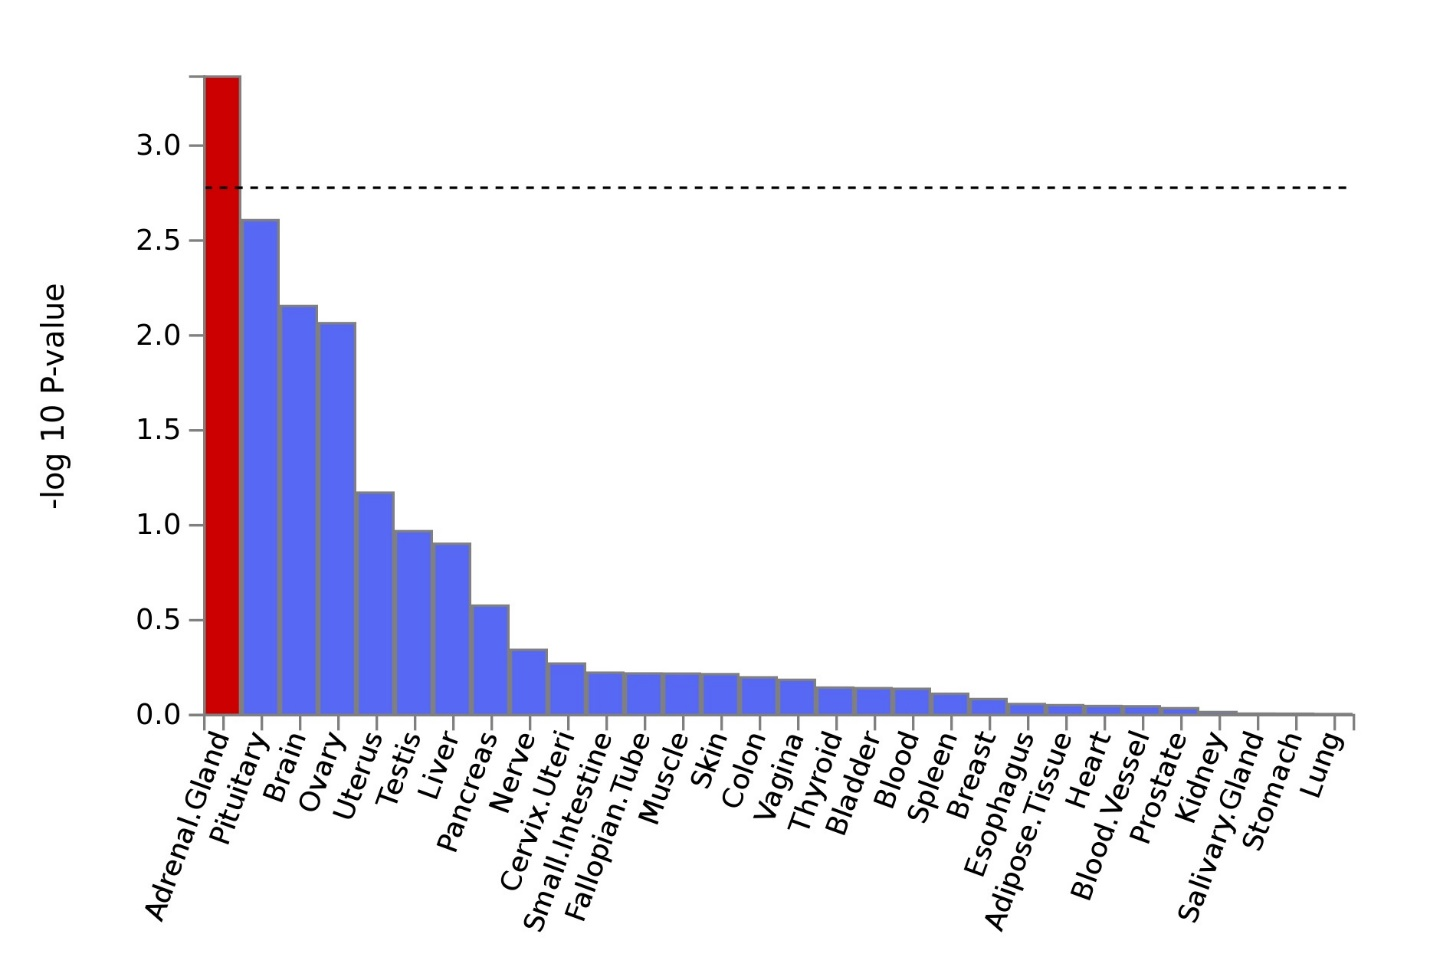 -log 10 P-value
3.0
2.5
2.0
1.5
1.0
0.5
0.0
Adrenal.Gland
Pituitary
Brain
Ovary
Uterus
Testis
Liver
Pancreas
Nerve
Cervix.Uteri
Small.Intestine
Fallopian.Tube
Muscle
Skin
Colon
Vagina
Thyroid
Bladder
Blood
Spleen
Breast
Esophagus
Adipose.Tissue
Heart
Blood.Vessel
Prostate
Kidney
Salivary.Gland
Stomach
Lung